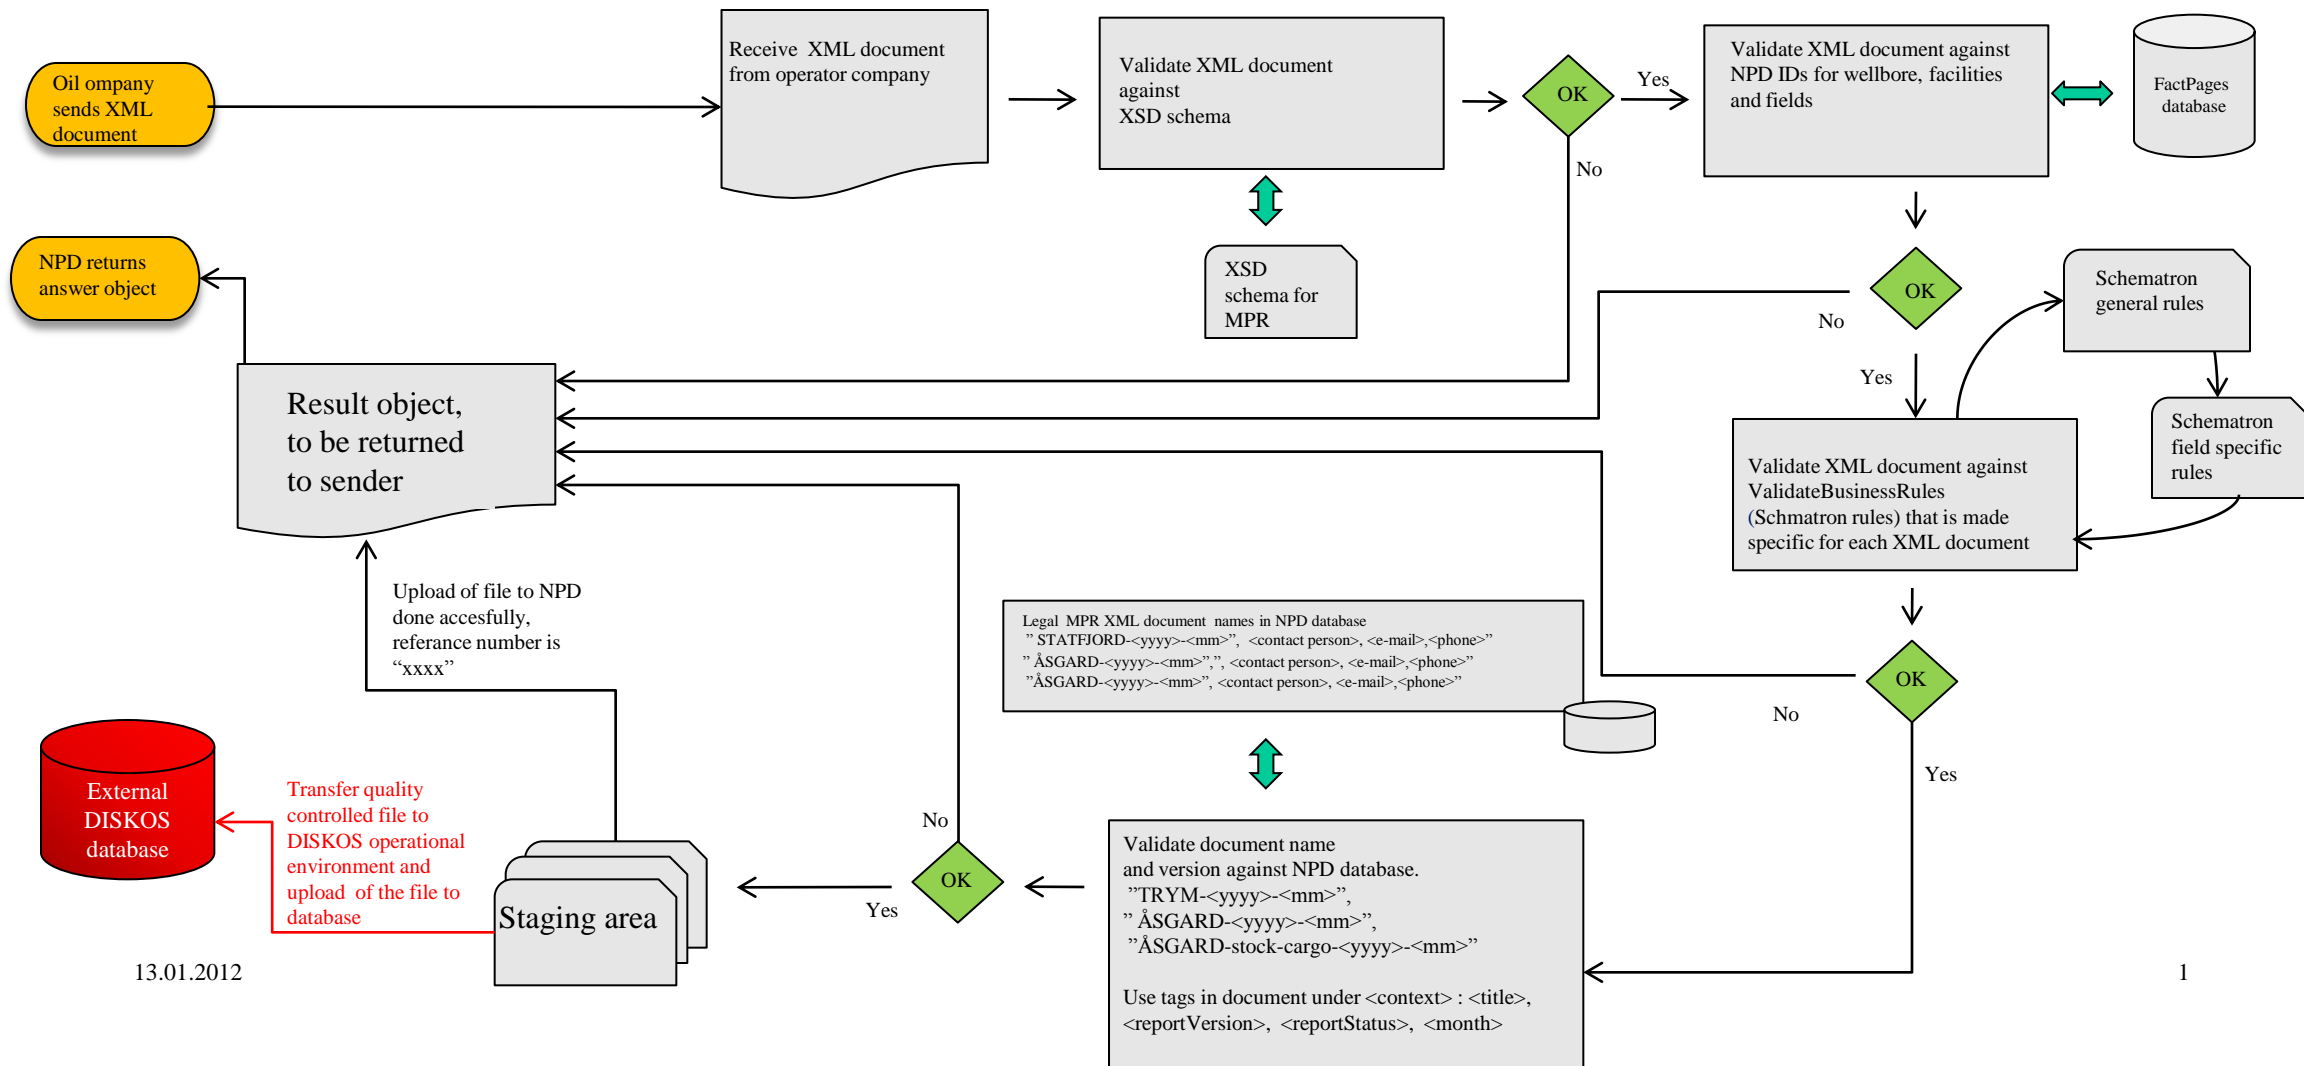 Oil ompany
sends XML
document
Receive  XML document
from operator company
Validate XML document
against
XSD schema
OK
Yes
No
Validate XML document against
NPD IDs for wellbore, facilities
and fields
FactPages
database
XSD
schema for
MPR
NPD returns
answer object
OK
No
Yes
Schematron
general rules
Schematron
field specific
rules
Result object,
to be returned
to sender
Validate XML document against
ValidateBusinessRules
(Schmatron rules) that is made
specific for each XML document
Upload of file to NPD
done accesfully,
referance number is
“xxxx”
Legal  MPR XML document  names in NPD database
” STATFJORD-<yyyy>-<mm>”,   <contact person>, <e-mail>,<phone>”
” ÅSGARD-<yyyy>-<mm>”,”, <contact person>, <e-mail>,<phone>”
”ÅSGARD-<yyyy>-<mm>”, <contact person>, <e-mail>,<phone>”
OK
No
Yes
External
DISKOS
database
Transfer quality
controlled file to
DISKOS operational
environment and
upload  of the file to
database
Staging area
Yes
No
OK
Validate document name
and version against NPD database.
”TRYM-<yyyy>-<mm>”,
” ÅSGARD-<yyyy>-<mm>”,
”ÅSGARD-stock-cargo-<yyyy>-<mm>”
Use tags in document under <context> : <title>,
<reportVersion>,  <reportStatus>,  <month>
13.01.2012
1